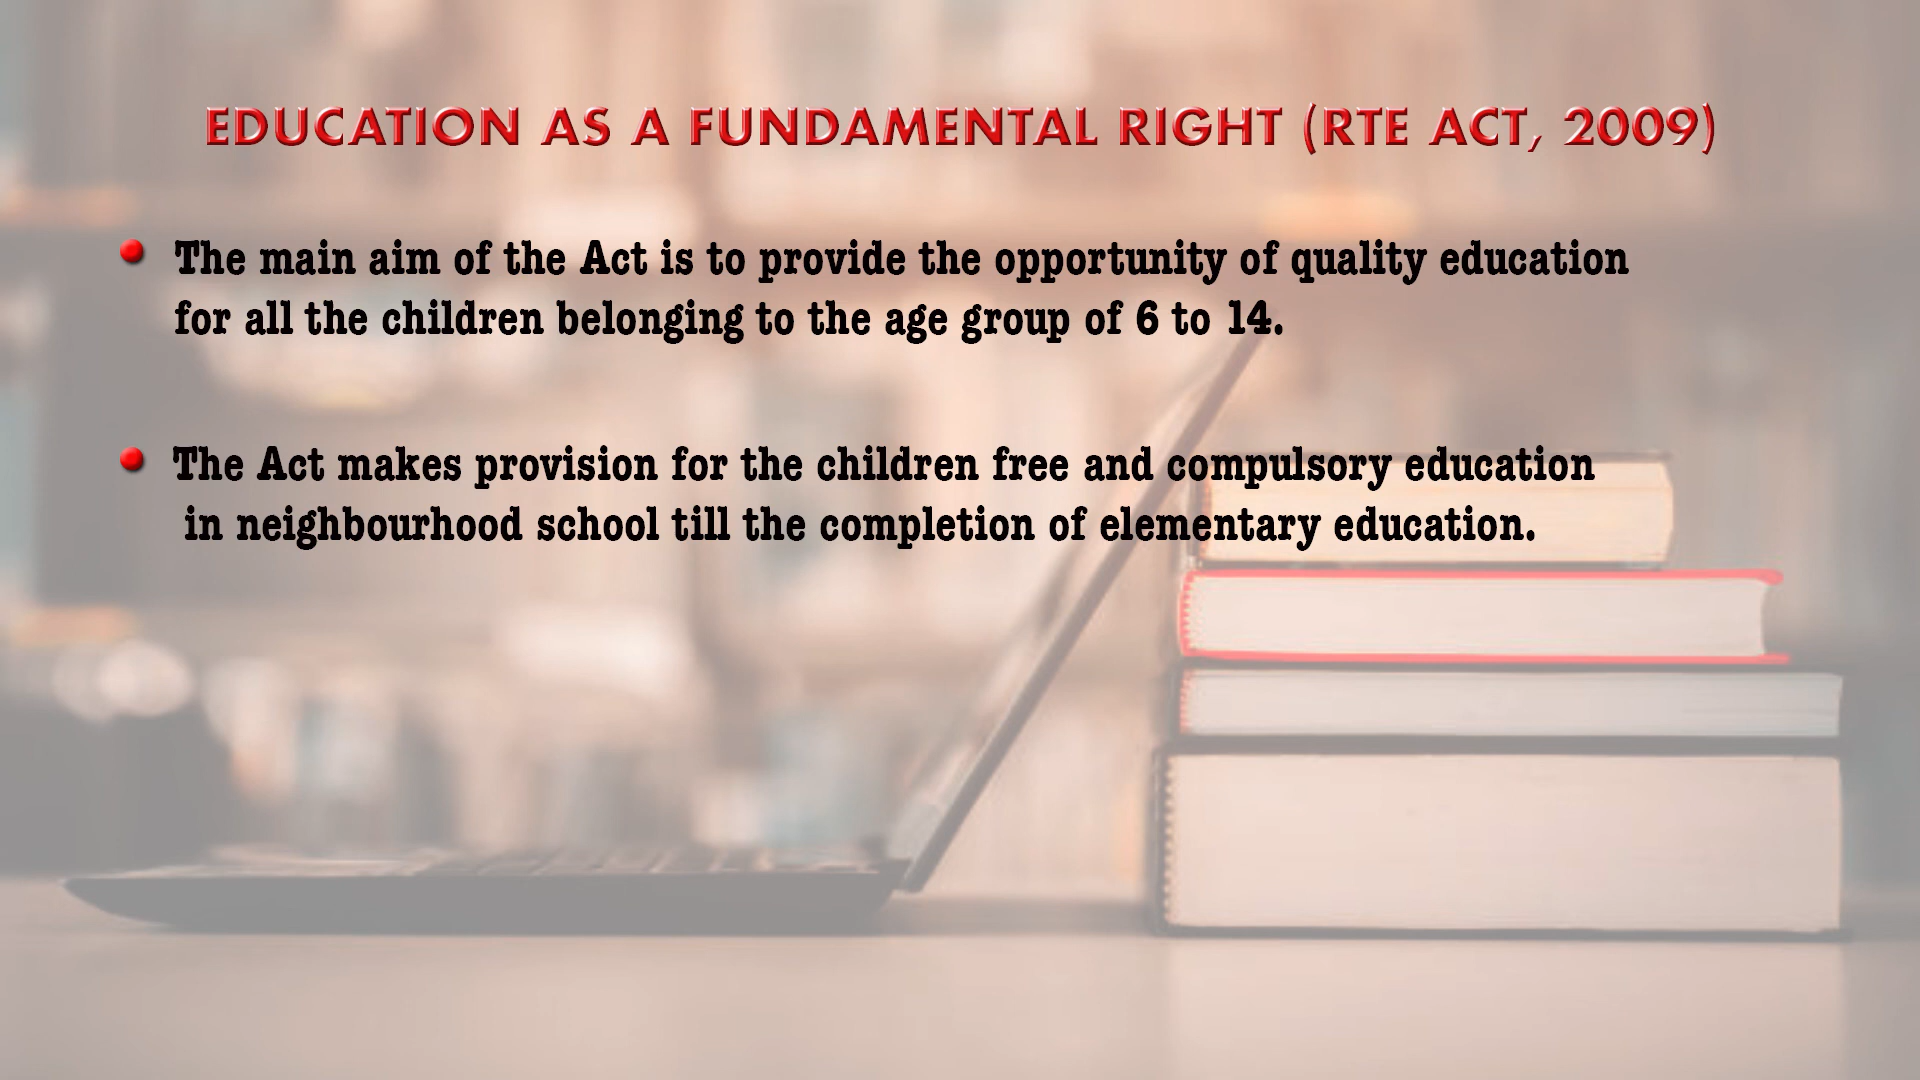 EDUCATION AS A FUNDAMENTAL RIGHT (RTE ACT, 2009)
The main aim of the Act is to provide the opportunity of quality education
for all the children belonging to the age group of 6 to 14.
The Act makes provision for the children free and compulsory education
in neighbourhood school till the completion of elementary education.